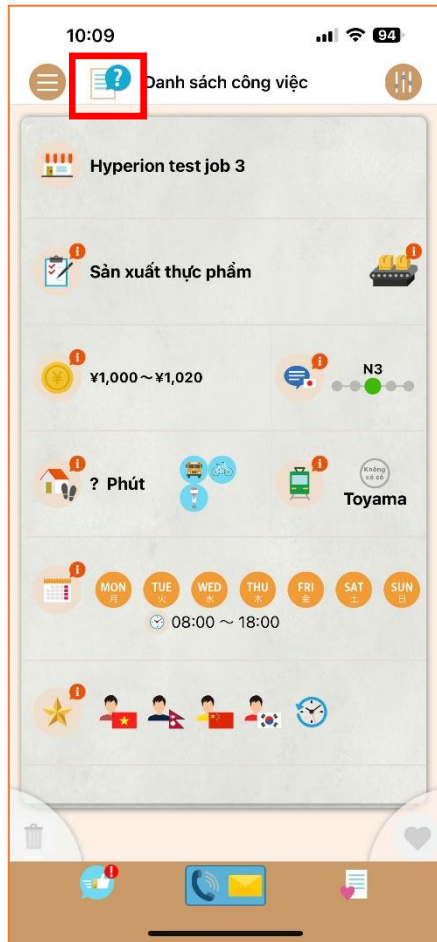 10:09
94
?
Danh sách công việc
Hyperion test job 3
Sản xuất thực phẩm
¥1,000～¥1,020
N3
? Phút
Không có số
Toyama
MON 月 TUE 火 WED 水 THU 木 FRI 金 SAT 土 SUN 日
08:00 ～ 18:00